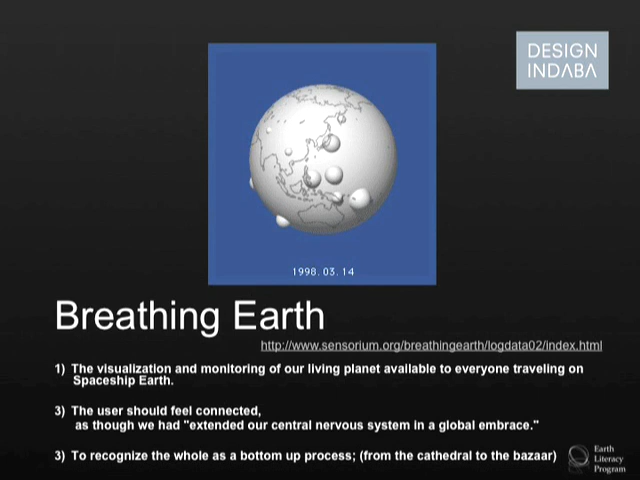 DESIGN
INDABA
1998.03.14
Breathing Earth
http://www.sensorium.org/breathingearth/logdata02/index.html
1) The visualization and monitoring of our living planet available to everyone traveling on
Spaceship Earth.
3) The user should feel connected,
as though we had "extended our central nervous system in a global embrace."
3) To recognize the whole as a bottom up process; (from the cathedral to the bazaar)
Earth
Literacy
Program